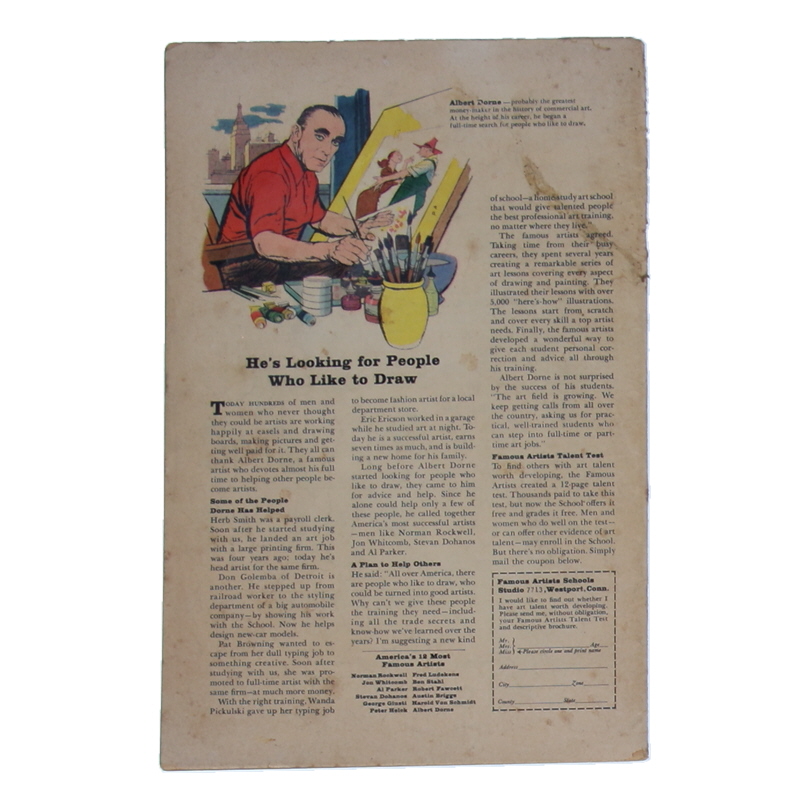 Albert Dorne — probably the greatest
money-maker in the history of commercial art.
At the height of his career, he began a
full-time search for people who like to draw.
He's Looking for People
Who Like to Draw
TODAY HUNDREDS of men and
women who never thought
they could be artists are working
happily at easels and drawing
boards, making pictures and get-
ting well paid for it. They all can
thank Albert Dorne, a famous
artist who devotes almost his full
time to helping other people be-
come artists.
Some of the People
Dorne Has Helped
Herb Smith was a payroll clerk.
Soon after he started studying
with us, he landed an art job
with a large printing firm. This
was four years ago; today he's
head artist for the same firm.
Don Golemba of Detroit is
another. He stepped up from
railroad worker to the styling
department of a big automobile
company—by showing his work
with the School. Now he helps
design new-car models.
Pat Browning wanted to es-
cape from her dull typing job to
something creative. Soon after
studying with us, she was pro-
moted to full-time artist with the
same firm—at much more money.
With the right training, Wanda
Pickulski gave up her typing job
to become fashion artist for a local
department store.
Eric Ericson worked in a garage
while he studied art at night. To-
day he is a successful artist, earns
seven times as much, and is build-
ing a new home for his family.
Long before Albert Dorne
started looking for people who
like to draw, they came to him
for advice and help. Since he
alone could help only a few of
these people, he called together
America's most successful artists
—men like Norman Rockwell,
Jon Whitcomb, Stevan Dohanos
and Al Parker.
A Plan to Help Others
He said: "All over America, there
are people who like to draw, who
could be turned into good artists.
Why can't we give these people
the training they need—includ-
ing all the trade secrets and
know-how we've learned over the
years? I'm suggesting a new kind
America's 12 Most
Famous Artists
Norman Rockwell Fred Ludekens
Jon Whitcomb Ben Stahl
Al Parker Robert Fawcett
Stevan Dohanos Austin Briggs
George Giusti Harold Von Schmidt
Peter Helck Albert Dorne
of school—a home study art school
that would give talented people
the best professional art training,
no matter where they live."
The famous artists agreed.
Taking time from their busy
careers, they spent several years
creating a remarkable series of
art lessons covering every aspect
of drawing and painting. They
illustrated their lessons with over
5,000 "here's-how" illustrations.
The lessons start from scratch
and cover every skill a top artist
needs. Finally, the famous artists
developed a wonderful way to
give each student personal cor-
rection and advice all through
his training.
Albert Dorne is not surprised
by the success of his students.
"The art field is growing. We
keep getting calls from all over
the country, asking us for prac-
tical, well-trained students who
can step into full-time or part-
time art jobs."
Famous Artists Talent Test
To find others with art talent
worth developing, the Famous
Artists created a 12-page talent
test. Thousands paid to take this
test, but now the School offers it
free and grades it free. Men and
women who do well on the test—
or can offer other evidence of art
talent—may enroll in the School.
But there's no obligation. Simply
mail the coupon below.
Famous Artists Schools
Studio 7715, Westport, Conn.
I would like to find out whether I
have art talent worth developing.
Please send me, without obligation,
your Famous Artists Talent Test
and descriptive brochure.
Mr.
Mrs. Age
Miss Please circle one and print name
Address
City Zone
County State